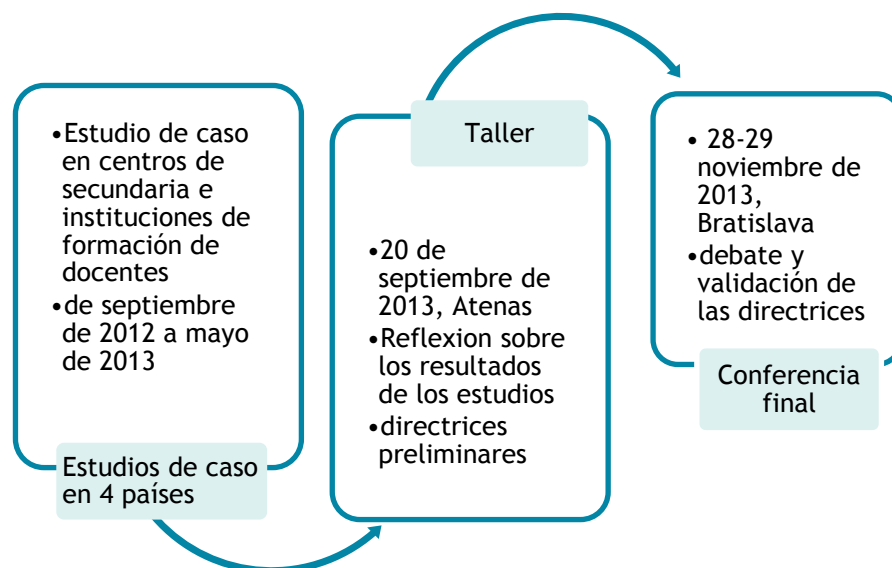 •Estudio de caso
en centros de
secundaria e
instituciones de
formación de
docentes
•de septiembre
de 2012 a mayo
de 2013
Estudios de caso
en 4 países
Taller
•20 de
septiembre de
2013, Atenas
•Reflexion sobre
los resultados
de los estudios
•directrices
preliminares
• 28-29
noviembre de
2013,
Bratislava
•debate y
validación de
las directrices
Conferencia
final